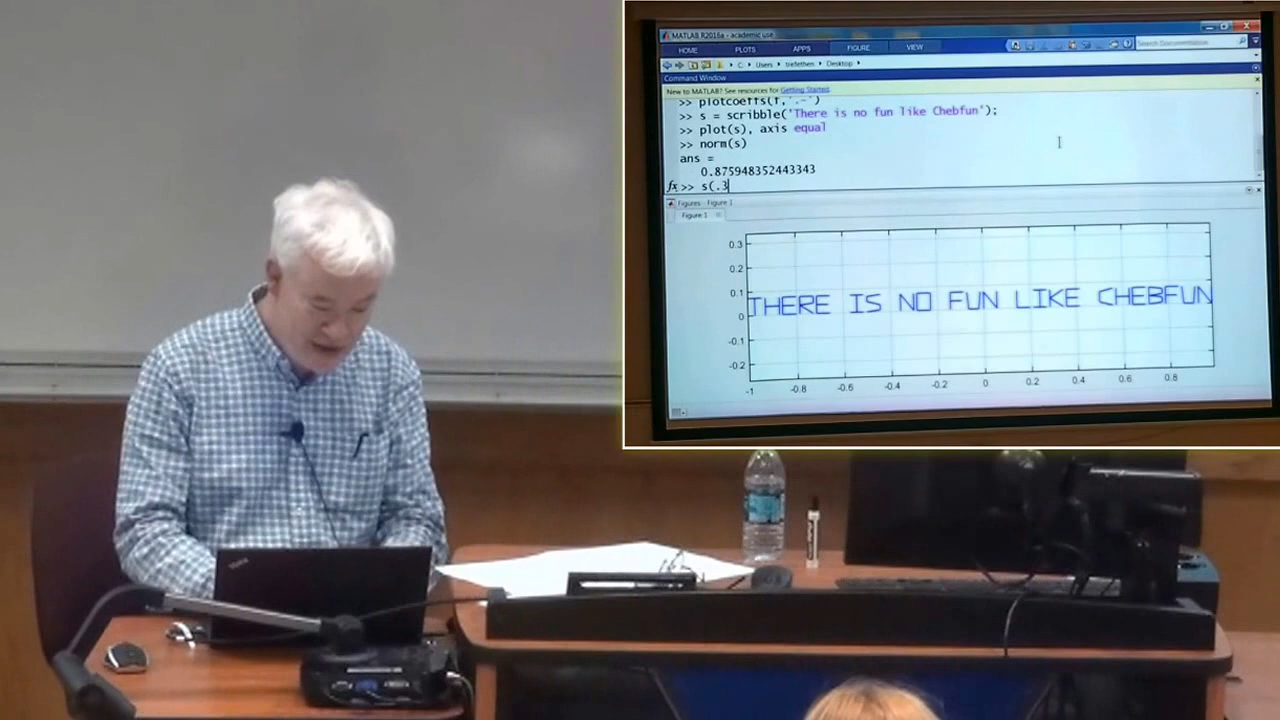 MATLAB R2016a - academic use
HOME PLOTS APPS FIGURE VIEW
Search Documentation
C: Users trefethen Desktop
Command Window
New to MATLAB? See resources for Getting Started.
>> plotcoeffs(f,'.-')
>> s = scribble('There is no fun like Chebfun');
>> plot(s), axis equal
>> norm(s)
ans =
0.875948352443343
fx >> s(.3
Figures - Figure 1
Figure 1
0.3
0.2
0.1
0
-0.1
-0.2
THERE IS NO FUN LIKE CHEBFUN
-1 -0.8 -0.6 -0.4 -0.2 0 0.2 0.4 0.6 0.8